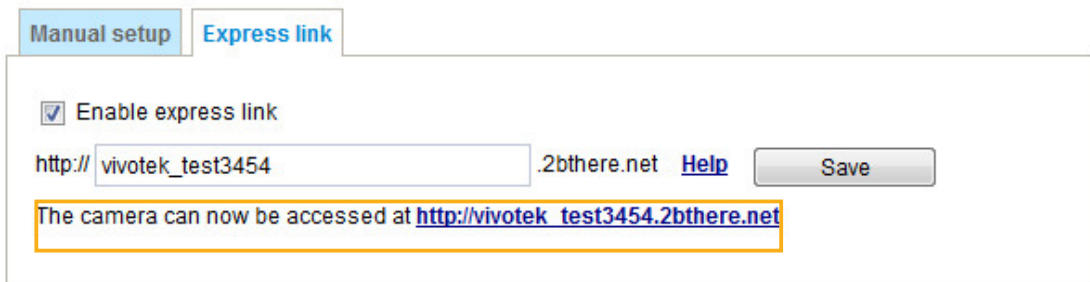 Manual setup Express link
Enable express link
http:// vivotek_test3454 .2bthere.net Help Save
The camera can now be accessed at http://vivotek_test3454.2bthere.net